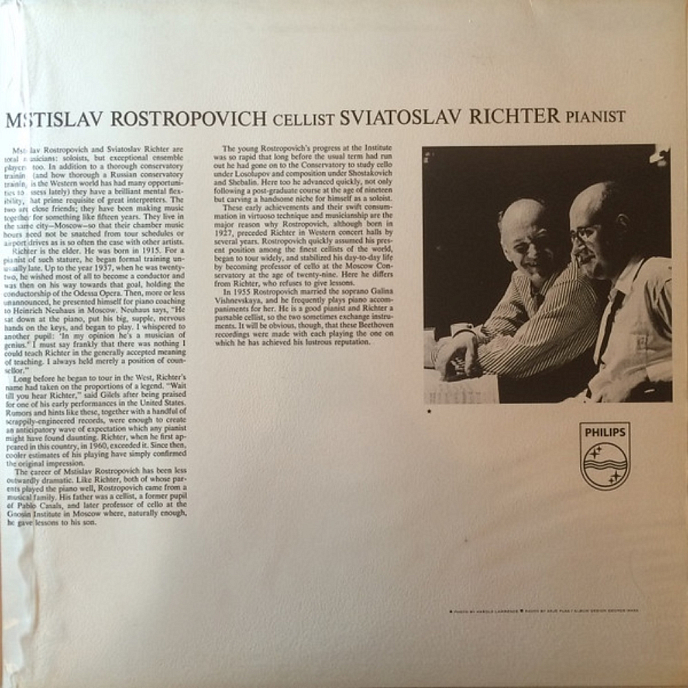 MSTISLAV ROSTROPOVICH CELLIST SVIATOSLAV RICHTER PIANIST
Mstislav Rostropovich and Sviatoslav Richter are
musicians: soloists, but exceptional ensemble
players too. In addition to a thorough conservatory
training (and how thorough a Russian conservatory
training, is the Western world has had many opportuni-
ties to assess lately) they have a brilliant mental flex-
ibility, that prime requisite of great interpreters. The
two are close friends; they have been making music
together for something like fifteen years. They live in
the same city—Moscow—so that their chamber music
hours need not be snatched from tour schedules or
airport drives as is so often the case with other artists.
Richter is the elder. He was born in 1915. For a
pianist of such stature, he began formal training un-
usually late. Up to the year 1937, when he was twenty-
two, he wished most of all to become a conductor and
was then on his way towards that goal, holding the
conductorship of the Odessa Opera. Then, more or less
unannounced, he presented himself for piano coaching
to Heinrich Neuhaus in Moscow. Neuhaus says, "He
sat down at the piano, put his big, supple, nervous
hands on the keys, and began to play. I whispered to
another pupil: 'In my opinion he's a musician of
genius.' I must say frankly that there was nothing I
could teach Richter in the generally accepted meaning
of teaching. I always held merely a position of coun-
sellor."
Long before he began to tour in the West, Richter's
name had taken on the proportions of a legend. "Wait
till you hear Richter," said Gilels after being praised
for one of his early performances in the United States.
Rumors and hints like these, together with a handful of
scrappily-engineered records, were enough to create
an anticipatory wave of expectation which any pianist
might have found daunting. Richter, when he first ap-
peared in this country, in 1960, exceeded it. Since then,
cooler estimates of his playing have simply confirmed
the original impression.
The career of Mstislav Rostropovich has been less
outwardly dramatic. Like Richter, both of whose par-
ents played the piano well, Rostropovich came from a
musical family. His father was a cellist, a former pupil
of Pablo Casals, and later professor of cello at the
Gnesin Institute in Moscow where, naturally enough,
he gave lessons to his son.
The young Rostropovich's progress at the Institute
was so rapid that long before the usual term had run
out he had gone on to the Conservatory to study cello
under Losolupov and composition under Shostakovich
and Shebalin. Here too he advanced quickly, not only
following a post-graduate course at the age of nineteen
but carving a handsome niche for himself as a soloist.
These early achievements and their swift consum-
mation in virtuoso technique and musicianship are the
major reason why Rostropovich, although born in
1927, preceded Richter in Western concert halls by
several years. Rostropovich quickly assumed his pres-
ent position among the finest cellists of the world,
began to tour widely, and stabilized his day-to-day life
by becoming professor of cello at the Moscow Con-
servatory at the age of twenty-nine. Here he differs
from Richter, who refuses to give lessons.
In 1955 Rostropovich married the soprano Galina
Vishnevskaya, and he frequently plays piano accom-
paniments for her. He is a good pianist and Richter a
passable cellist, so the two sometimes exchange instru-
ments. It will be obvious, though, that these Beethoven
recordings were made with each playing the one on
which he has achieved his lustrous reputation.
PHILIPS